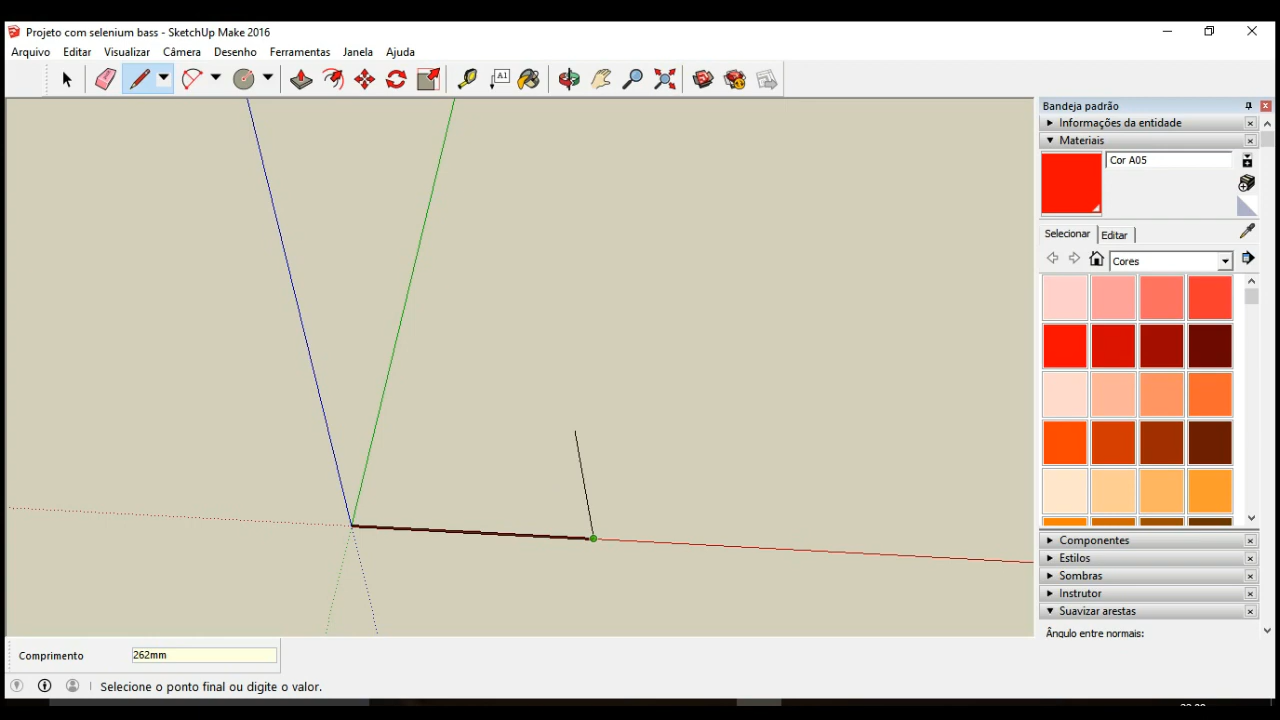 Projeto com selenium bass - SketchUp Make 2016
Arquivo Editar Visualizar Câmera Desenho Ferramentas Janela Ajuda
A1
Bandeja padrão
Informações da entidade
Materiais
Cor A05
Selecionar Editar
Cores
Componentes
Estilos
Sombras
Instrutor
Suavizar arestas
Ângulo entre normais:
Comprimento 262mm
Selecione o ponto final ou digite o valor.